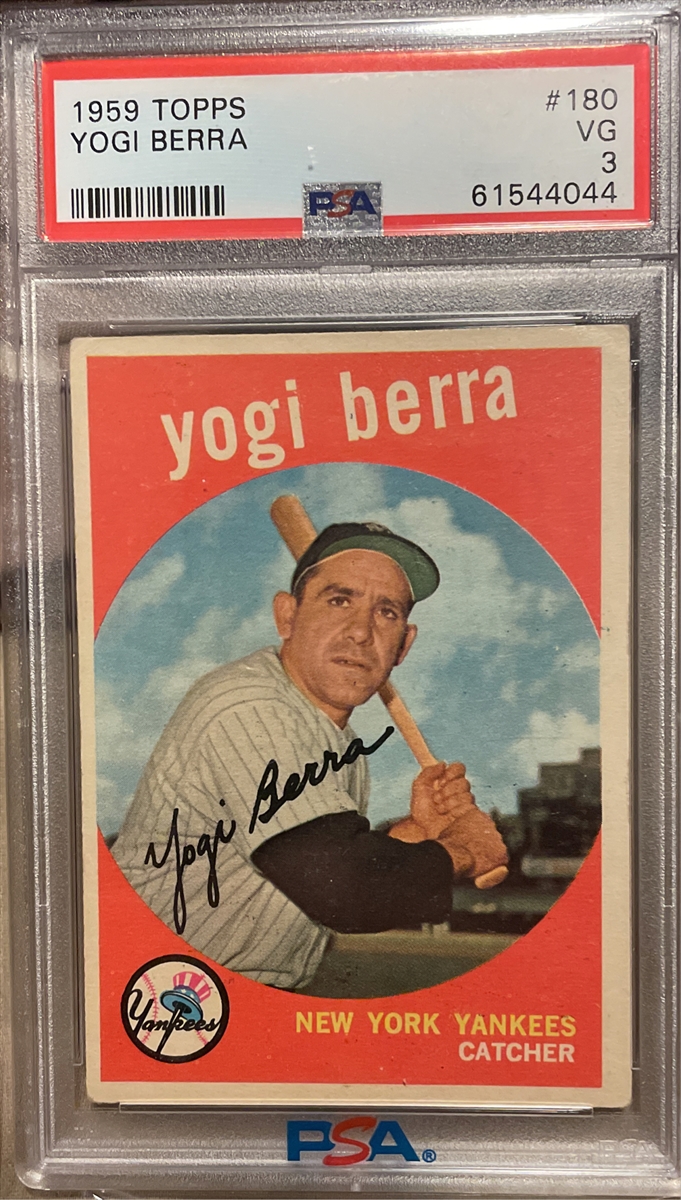 1959 TOPPS #180
YOGI BERRA VG
3
PSA 61544044
yogi berra
Yogi Berra
Yankees
NEW YORK YANKEES
CATCHER
PSA®